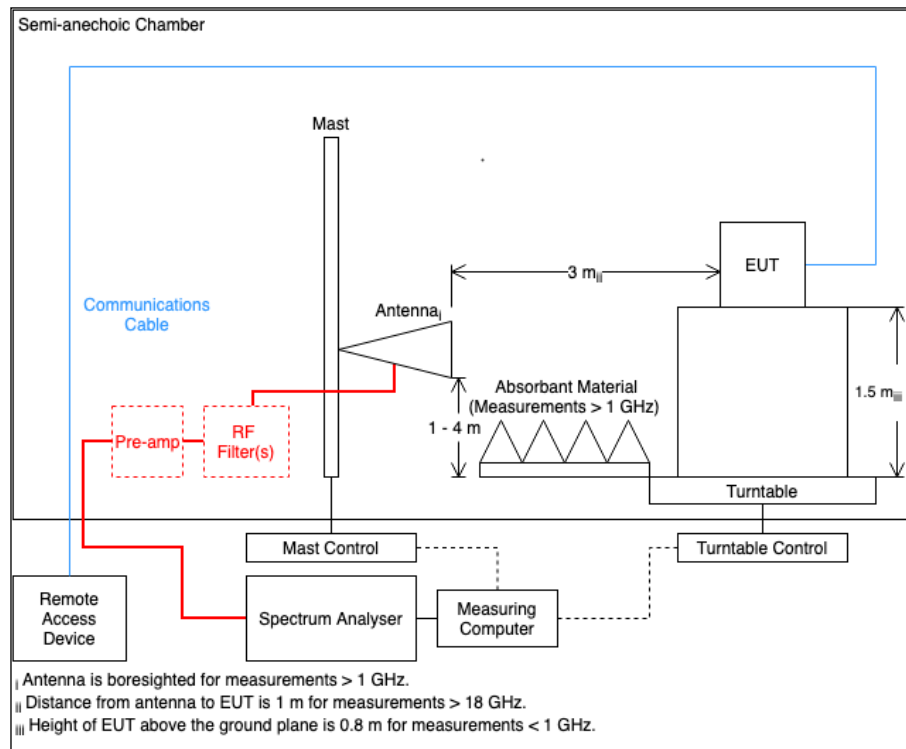 Semi-anechoic Chamber
Mast
EUT
3 mii
Communications
Cable
Antennai
Absorbant Material
(Measurements > 1 GHz)
1.5 miii
1 - 4 m
Pre-amp
RF
Filter(s)
Turntable
Mast Control
Turntable Control
Remote
Access
Device
Spectrum Analyser
Measuring
Computer
i Antenna is boresighted for measurements > 1 GHz.
ii Distance from antenna to EUT is 1 m for measurements > 18 GHz.
iii Height of EUT above the ground plane is 0.8 m for measurements < 1 GHz.